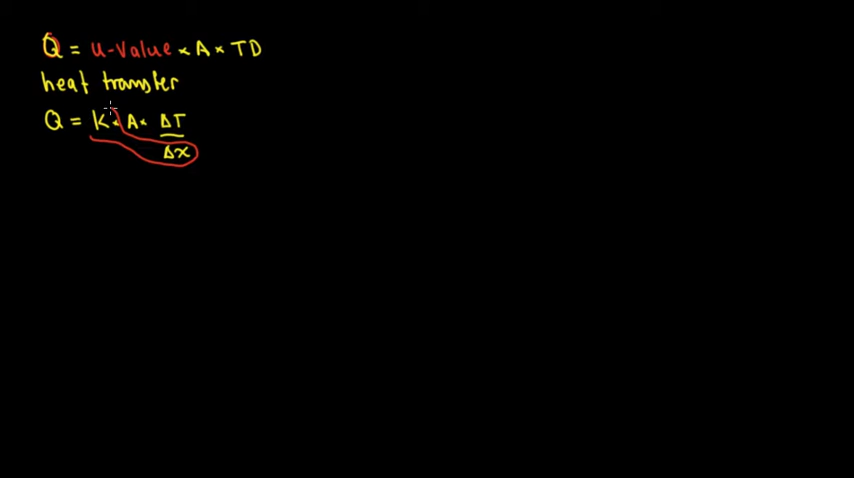 Q = u-value × A × TD
heat transfer
Q = K × A × ΔT
Δx